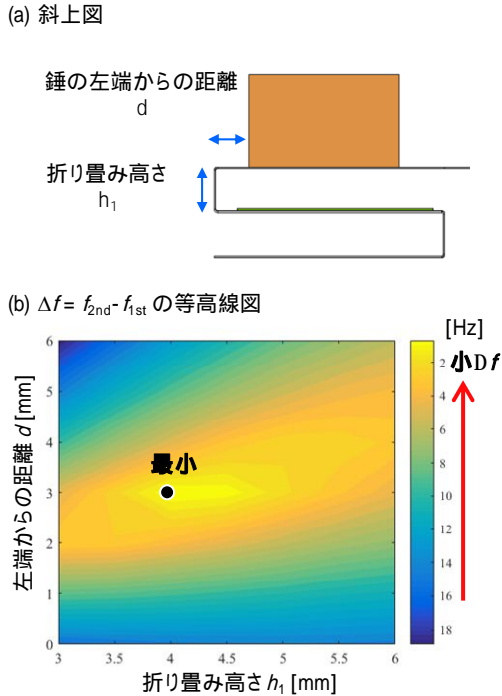 (a) 斜上図
錘の左端からの距離
d
折り畳み高さ
h₁
(b) Δf = f₂ₙd - f₁st の等高線図
[Hz]
小Df
最小
左端からの距離 d [mm]
6
5
4
3
2
1
0
3
3.5
4
4.5
5
5.5
6
折り畳み高さ h₁ [mm]
2
4
6
8
10
12
14
16
18